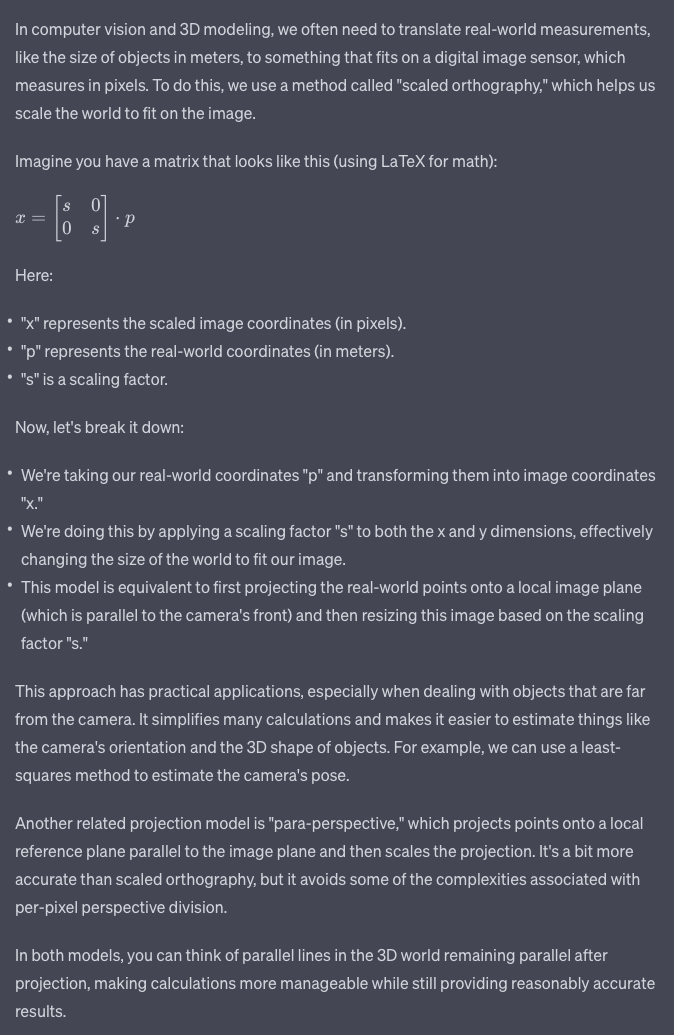 In computer vision and 3D modeling, we often need to translate real-world measurements,
like the size of objects in meters, to something that fits on a digital image sensor, which
measures in pixels. To do this, we use a method called "scaled orthography," which helps us
scale the world to fit on the image.
Imagine you have a matrix that looks like this (using LaTeX for math):
x = [s 0
0 s] · p
Here:
• "x" represents the scaled image coordinates (in pixels).
• "p" represents the real-world coordinates (in meters).
• "s" is a scaling factor.
Now, let's break it down:
• We're taking our real-world coordinates "p" and transforming them into image coordinates
"x."
• We're doing this by applying a scaling factor "s" to both the x and y dimensions, effectively
changing the size of the world to fit our image.
• This model is equivalent to first projecting the real-world points onto a local image plane
(which is parallel to the camera's front) and then resizing this image based on the scaling
factor "s."
This approach has practical applications, especially when dealing with objects that are far
from the camera. It simplifies many calculations and makes it easier to estimate things like
the camera's orientation and the 3D shape of objects. For example, we can use a least-
squares method to estimate the camera's pose.
Another related projection model is "para-perspective," which projects points onto a local
reference plane parallel to the image plane and then scales the projection. It's a bit more
accurate than scaled orthography, but it avoids some of the complexities associated with
per-pixel perspective division.
In both models, you can think of parallel lines in the 3D world remaining parallel after
projection, making calculations more manageable while still providing reasonably accurate
results.